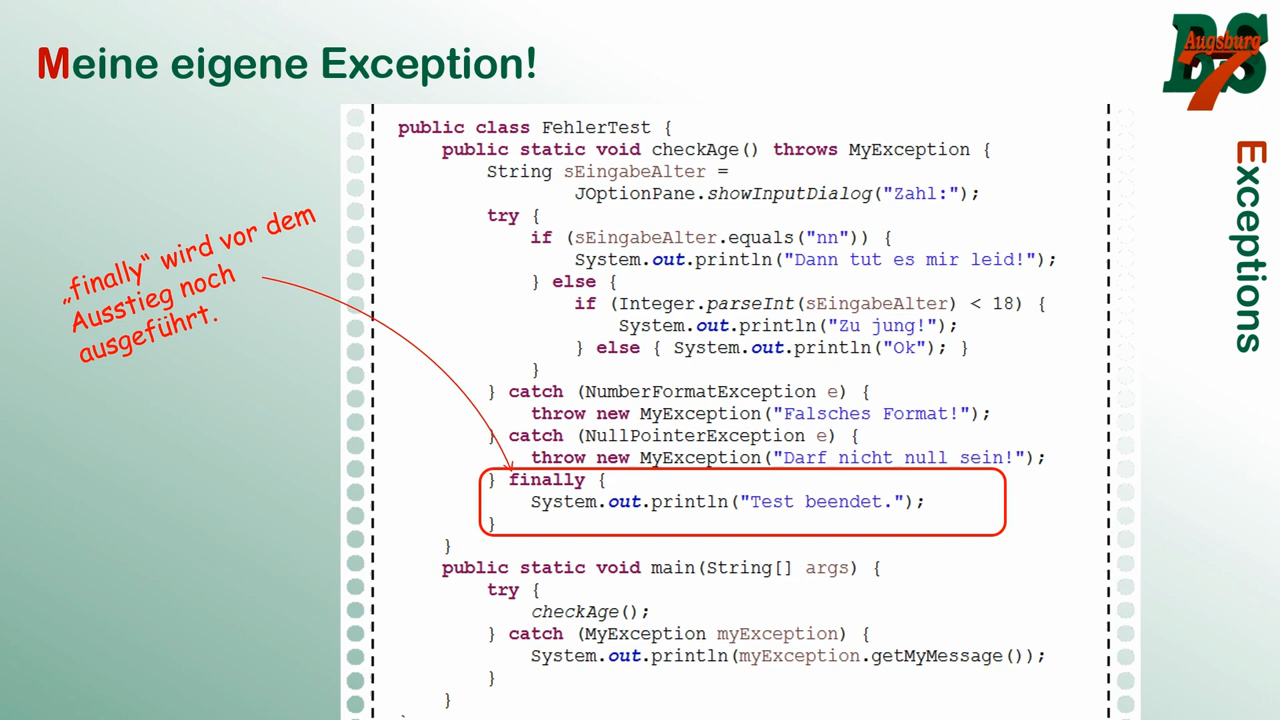 Meine eigene Exception!
BS
Augsburg
7
Exceptions
„finally“ wird vor dem
Ausstieg noch
ausgeführt.
public class FehlerTest {
public static void checkAge() throws MyException {
String sEingabeAlter =
JOptionPane.showInputDialog("Zahl:");
try {
if (sEingabeAlter.equals("nn")) {
System.out.println("Dann tut es mir leid!");
} else {
if (Integer.parseInt(sEingabeAlter) < 18) {
System.out.println("Zu jung!");
} else { System.out.println("Ok"); }
}
} catch (NumberFormatException e) {
throw new MyException("Falsches Format!");
} catch (NullPointerException e) {
throw new MyException("Darf nicht null sein!");
} finally {
System.out.println("Test beendet.");
}
}
public static void main(String[] args) {
try {
checkAge();
} catch (MyException myException) {
System.out.println(myException.getMyMessage());
}
}